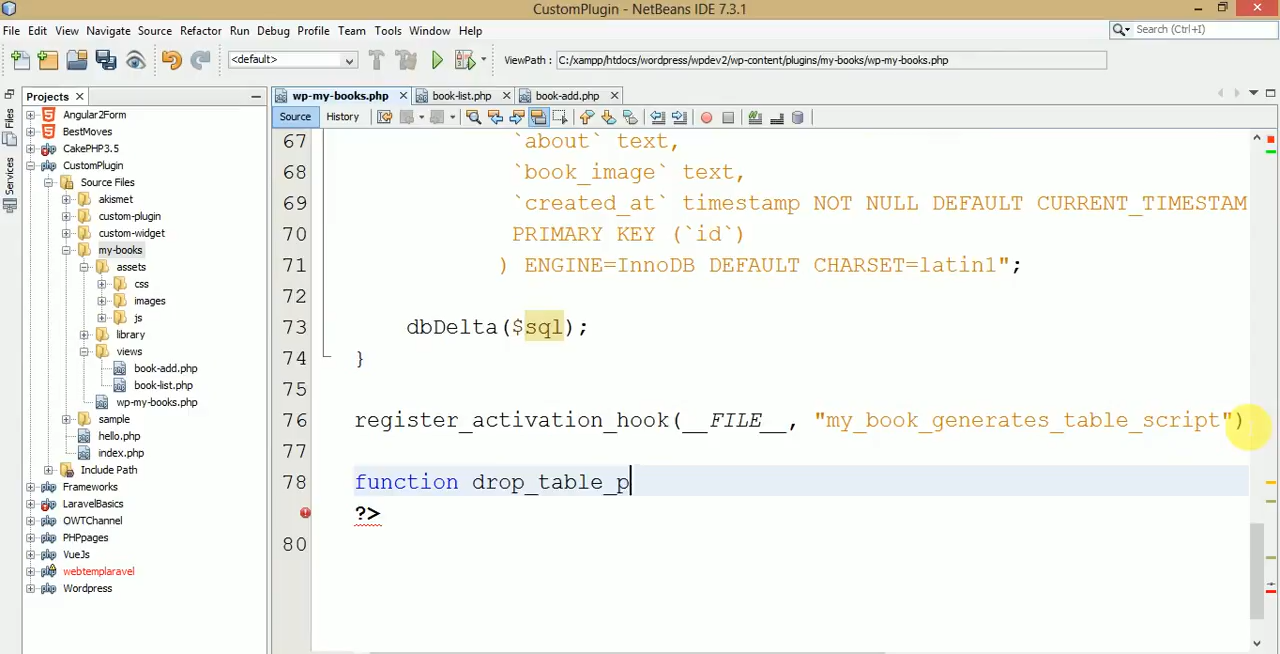 CustomPlugin - NetBeans IDE 7.3.1
File Edit View Navigate Source Refactor Run Debug Profile Team Tools Window Help
Search (Ctrl+I)
<default>
ViewPath : C:/xampp/htdocs/wordpress/wpdev2/wp-content/plugins/my-books/wp-my-books.php
Projects
wp-my-books.php book-list.php book-add.php
Source History
Files
Services
Angular2Form
BestMoves
CakePHP3.5
CustomPlugin
Source Files
akismet
custom-plugin
custom-widget
my-books
assets
css
images
js
library
views
book-add.php
book-list.php
wp-my-books.php
sample
hello.php
index.php
Include Path
Frameworks
LaravelBasics
OWTChannel
PHPpages
VueJs
webtemplaravel
Wordpress
67 `about` text,
68 `book_image` text,
69 `created_at` timestamp NOT NULL DEFAULT CURRENT_TIMESTAM
70 PRIMARY KEY (`id`)
71 ) ENGINE=InnoDB DEFAULT CHARSET=latin1";
72
73 dbDelta($sql);
74 }
75
76 register_activation_hook(__FILE__, "my_book_generates_table_script")
77
78 function drop_table_p
?>
80